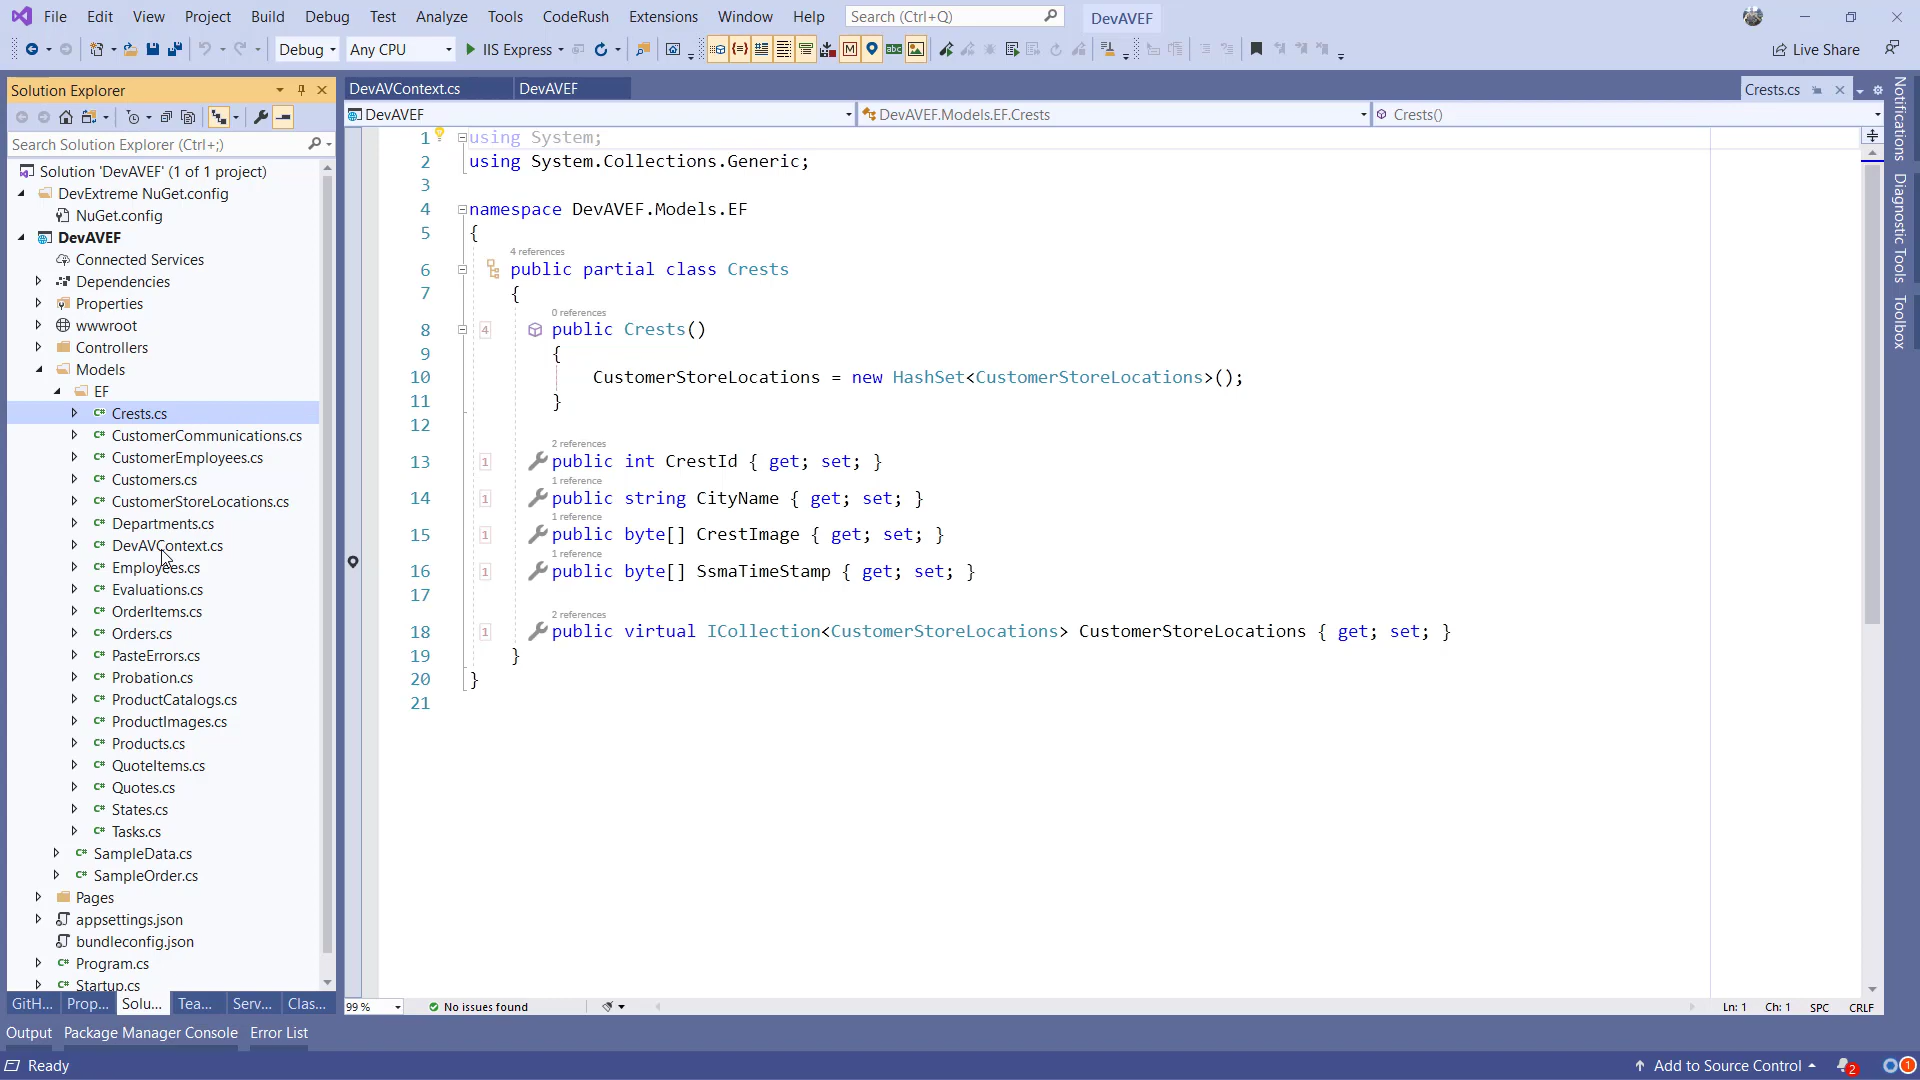 File Edit View Project Build Debug Test Analyze Tools CodeRush Extensions Window Help Search (Ctrl+Q) DevAVEF
Debug Any CPU IIS Express Live Share
Solution Explorer
Search Solution Explorer (Ctrl+;)
Solution 'DevAVEF' (1 of 1 project)
DevExtreme NuGet.config
NuGet.config
DevAVEF
Connected Services
Dependencies
Properties
wwwroot
Controllers
Models
EF
Crests.cs
CustomerCommunications.cs
CustomerEmployees.cs
Customers.cs
CustomerStoreLocations.cs
Departments.cs
DevAVContext.cs
Employees.cs
Evaluations.cs
OrderItems.cs
Orders.cs
PasteErrors.cs
Probation.cs
ProductCatalogs.cs
ProductImages.cs
Products.cs
QuoteItems.cs
Quotes.cs
States.cs
Tasks.cs
SampleData.cs
SampleOrder.cs
Pages
appsettings.json
bundleconfig.json
Program.cs
Startup.cs
GitH... Prop... Solu... Tea... Serv... Clas...
DevAVContext.cs DevAVEF Crests.cs
DevAVEF DevAVEF.Models.EF.Crests Crests()
1 using System;
2 using System.Collections.Generic;
3
4 namespace DevAVEF.Models.EF
5 {
4 references
6 public partial class Crests
7 {
0 references
8 4 public Crests()
9 {
10 CustomerStoreLocations = new HashSet<CustomerStoreLocations>();
11 }
12
2 references
13 1 public int CrestId { get; set; }
1 reference
14 1 public string CityName { get; set; }
1 reference
15 1 public byte[] CrestImage { get; set; }
1 reference
16 1 public byte[] SsmaTimeStamp { get; set; }
17
2 references
18 1 public virtual ICollection<CustomerStoreLocations> CustomerStoreLocations { get; set; }
19 }
20 }
21
99 % No issues found Ln: 1 Ch: 1 SPC CRLF
Notifications
Diagnostic Tools
Toolbox
Output Package Manager Console Error List
Ready Add to Source Control 2 1